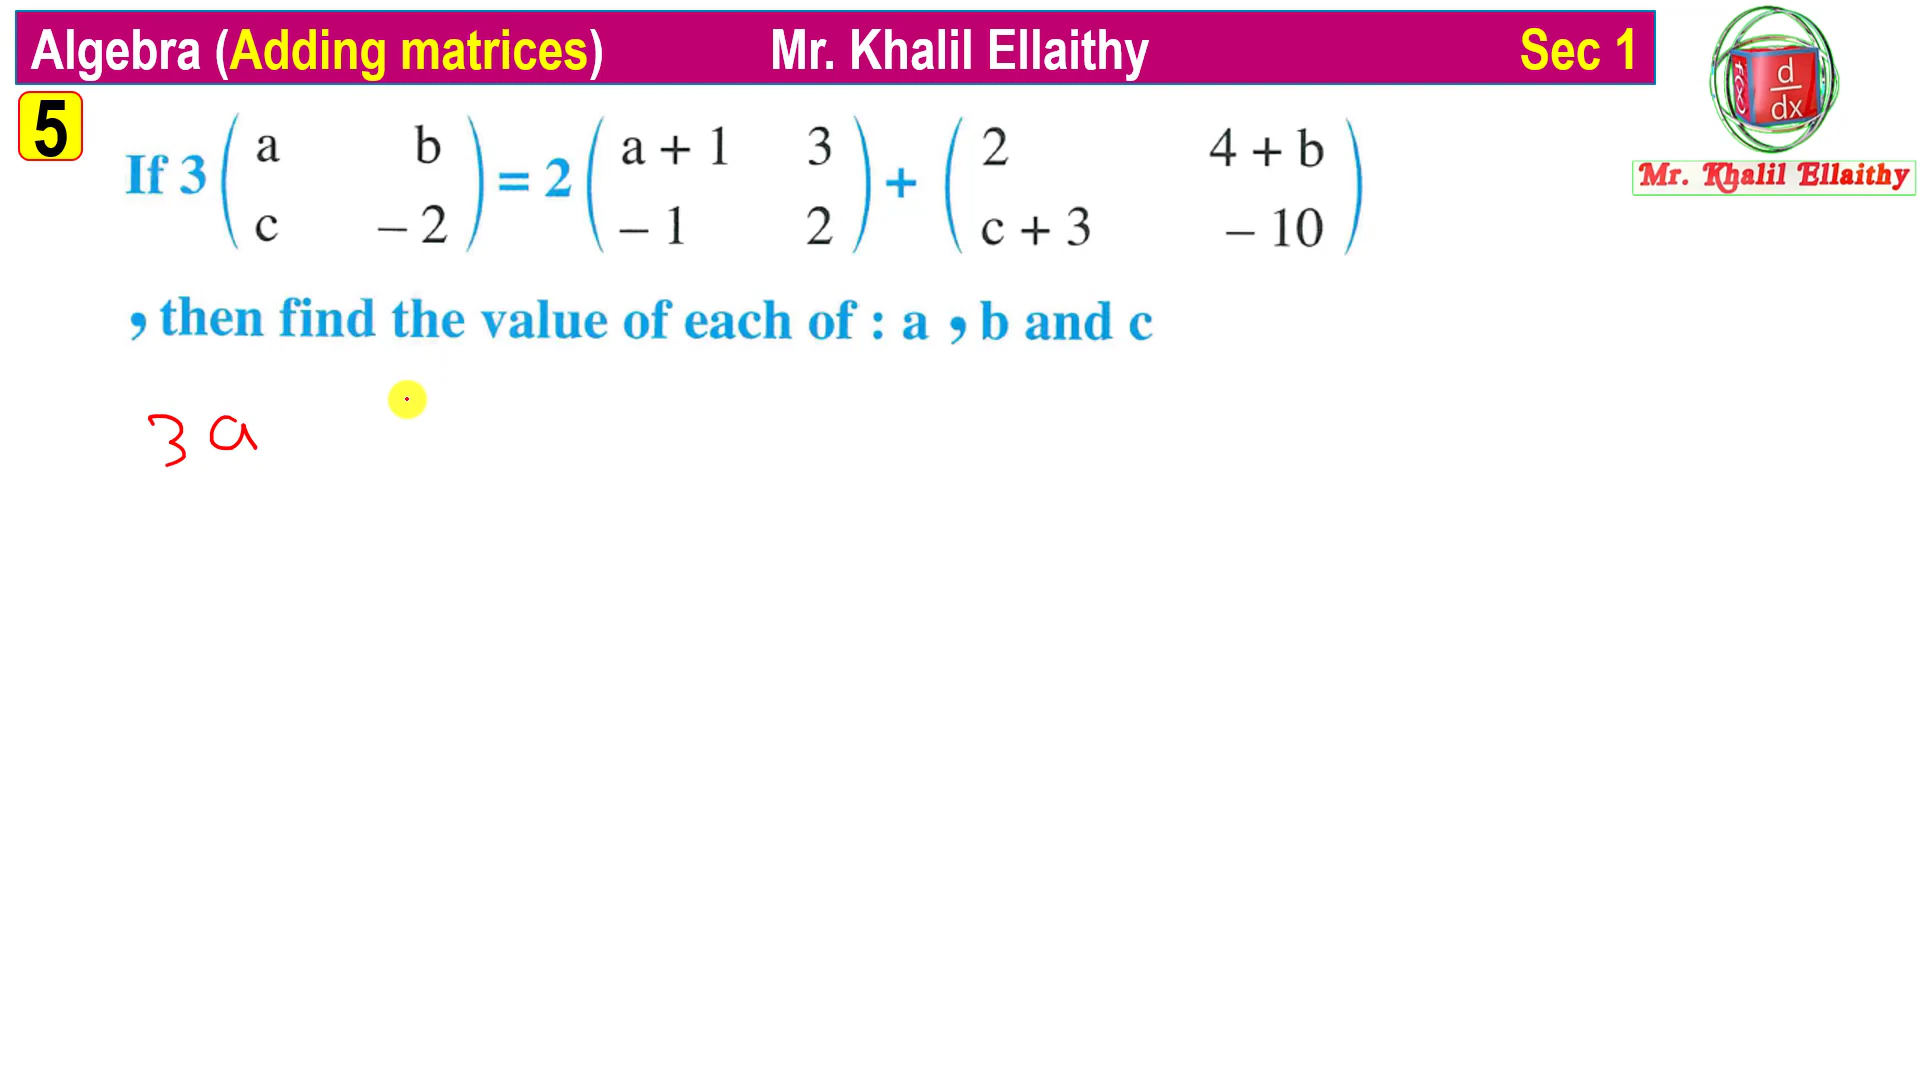 Algebra (Adding matrices) Mr. Khalil Ellaithy Sec 1
d
dx
f(x)
Mr. Khalil Ellaithy
5
If 3 ( a b = 2 ( a + 1 3 + ( 2 4 + b
c – 2 ) – 1 2 ) c + 3 – 10 )
, then find the value of each of : a , b and c
3 a